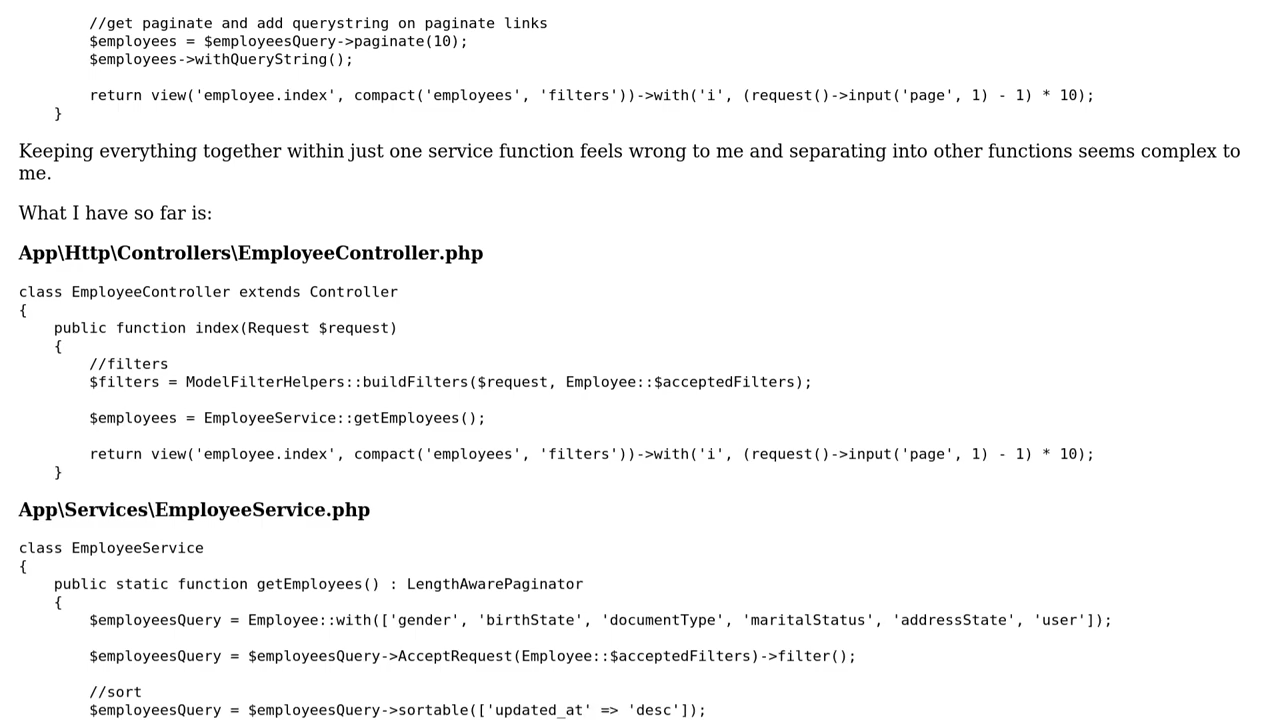 //get paginate and add querystring on paginate links
$employees = $employeesQuery->paginate(10);
$employees->withQueryString();
return view('employee.index', compact('employees', 'filters'))->with('i', (request()->input('page', 1) - 1) * 10);
}
Keeping everything together within just one service function feels wrong to me and separating into other functions seems complex to
me.
What I have so far is:
App\Http\Controllers\EmployeeController.php
class EmployeeController extends Controller
{
public function index(Request $request)
{
//filters
$filters = ModelFilterHelpers::buildFilters($request, Employee::$acceptedFilters);
$employees = EmployeeService::getEmployees();
return view('employee.index', compact('employees', 'filters'))->with('i', (request()->input('page', 1) - 1) * 10);
}
App\Services\EmployeeService.php
class EmployeeService
{
public static function getEmployees() : LengthAwarePaginator
{
$employeesQuery = Employee::with(['gender', 'birthState', 'documentType', 'maritalStatus', 'addressState', 'user']);
$employeesQuery = $employeesQuery->AcceptRequest(Employee::$acceptedFilters)->filter();
//sort
$employeesQuery = $employeesQuery->sortable(['updated_at' => 'desc']);